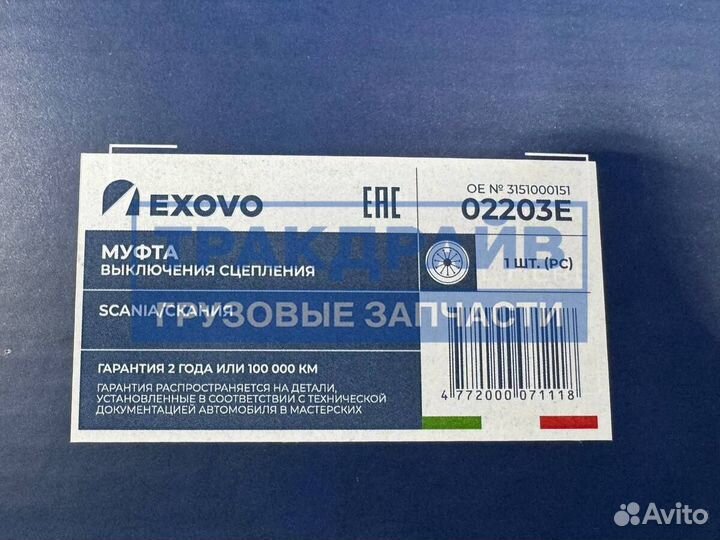 EXOVO
EAC
OE № 3151000151
02203E
МУФТА
ВЫКЛЮЧЕНИЯ СЦЕПЛЕНИЯ
1 ШТ. (PC)
ТРАКДРАЙВ
SCANIA/СКАНИЯ
ГРУЗОВЫЕ ЗАПЧАСТИ
ГАРАНТИЯ 2 ГОДА ИЛИ 100 000 КМ
ГАРАНТИЯ РАСПРОСТРАНЯЕТСЯ НА ДЕТАЛИ,
УСТАНОВЛЕННЫЕ В СООТВЕТСТВИИ С ТЕХНИЧЕСКОЙ
ДОКУМЕНТАЦИЕЙ АВТОМОБИЛЯ В МАСТЕРСКИХ
4 772000 071118
Avito